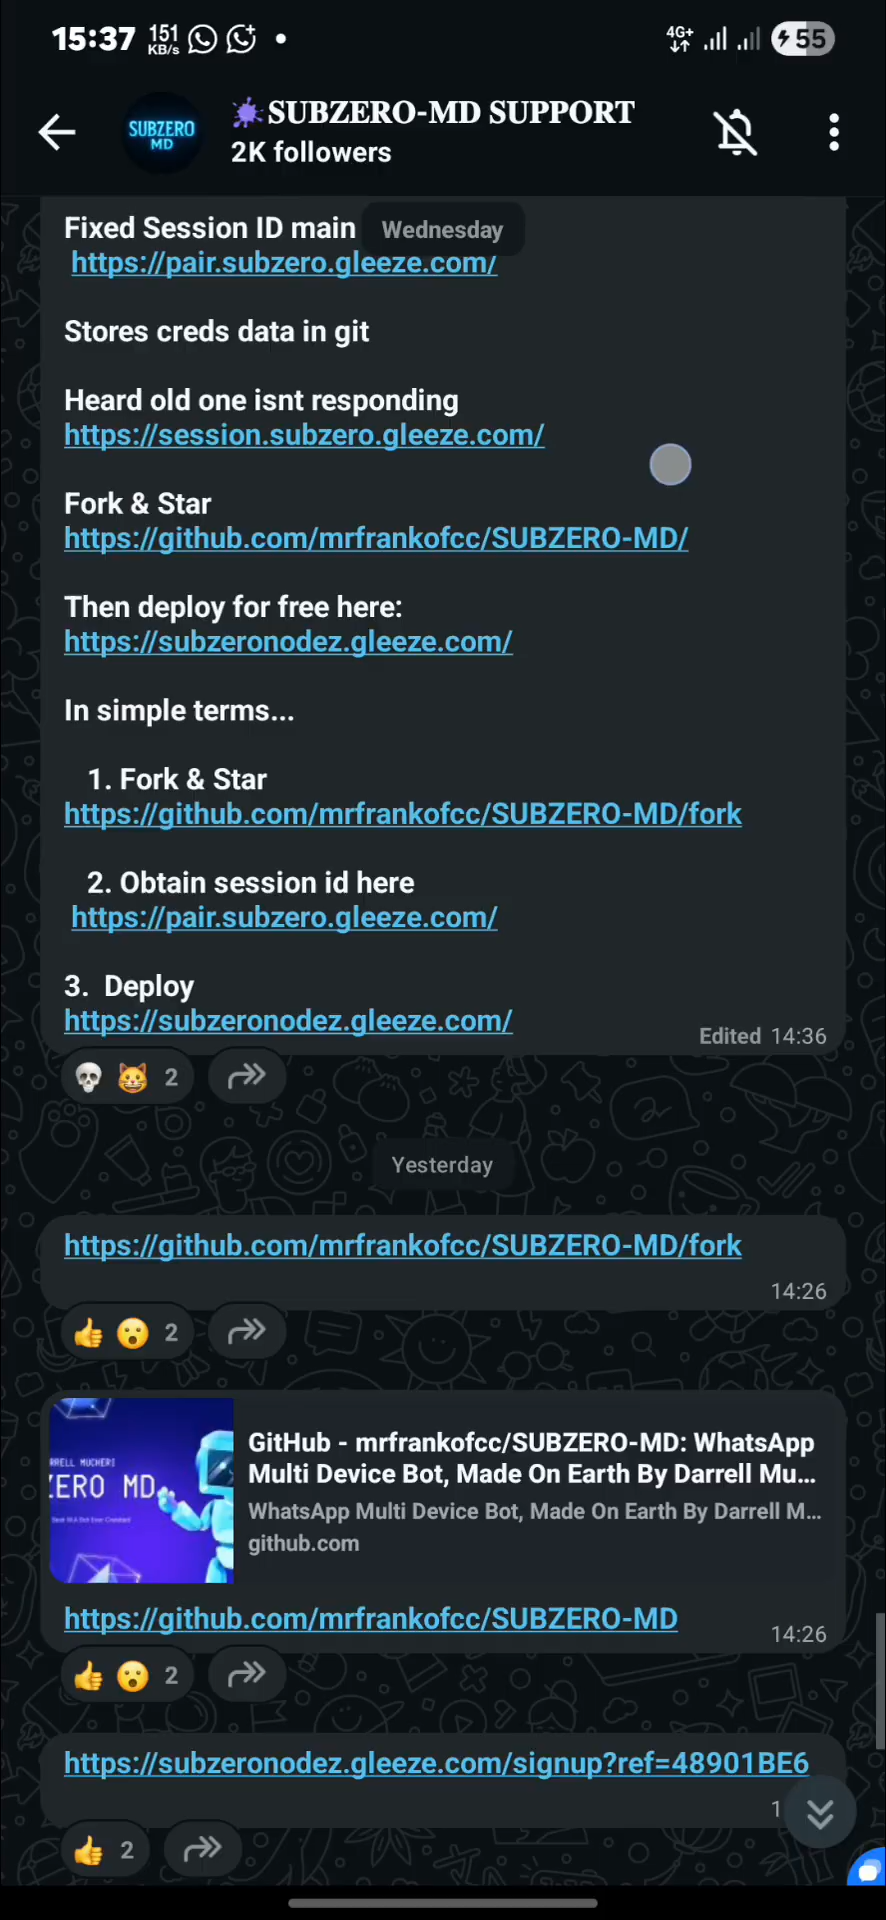 15:37 151 KB/s 4G+ 55
SUBZERO MD
SUBZERO-MD SUPPORT
2K followers
Fixed Session ID main
Wednesday
https://pair.subzero.gleeze.com/
Stores creds data in git
Heard old one isnt responding
https://session.subzero.gleeze.com/
Fork & Star
https://github.com/mrfrankofcc/SUBZERO-MD/
Then deploy for free here:
https://subzeronodez.gleeze.com/
In simple terms...
1. Fork & Star
https://github.com/mrfrankofcc/SUBZERO-MD/fork
2. Obtain session id here
https://pair.subzero.gleeze.com/
3. Deploy
https://subzeronodez.gleeze.com/
Edited 14:36
💀 😺 2
Yesterday
https://github.com/mrfrankofcc/SUBZERO-MD/fork
14:26
👍 😮 2
RRELL MUCHERI
ZERO MD
GitHub - mrfrankofcc/SUBZERO-MD: WhatsApp
Multi Device Bot, Made On Earth By Darrell Mu...
WhatsApp Multi Device Bot, Made On Earth By Darrell M...
github.com
https://github.com/mrfrankofcc/SUBZERO-MD
14:26
👍 😮 2
https://subzeronodez.gleeze.com/signup?ref=48901BE6
1
👍 2